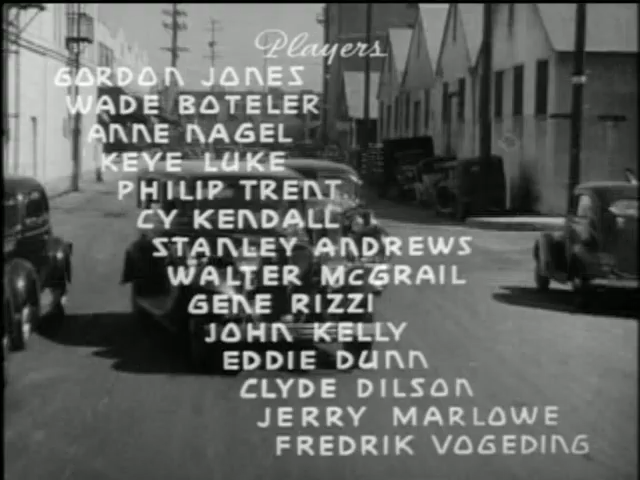 Players
GORDON JONES
WADE BOTELER
ANNE NAGEL
KEYE LUKE
PHILIP TRENT
CY KENDALL
STANLEY ANDREWS
WALTER McGRAIL
GENE RIZZI
JOHN KELLY
EDDIE DUNN
CLYDE DILSON
JERRY MARLOWE
FREDRIK VOGEDING